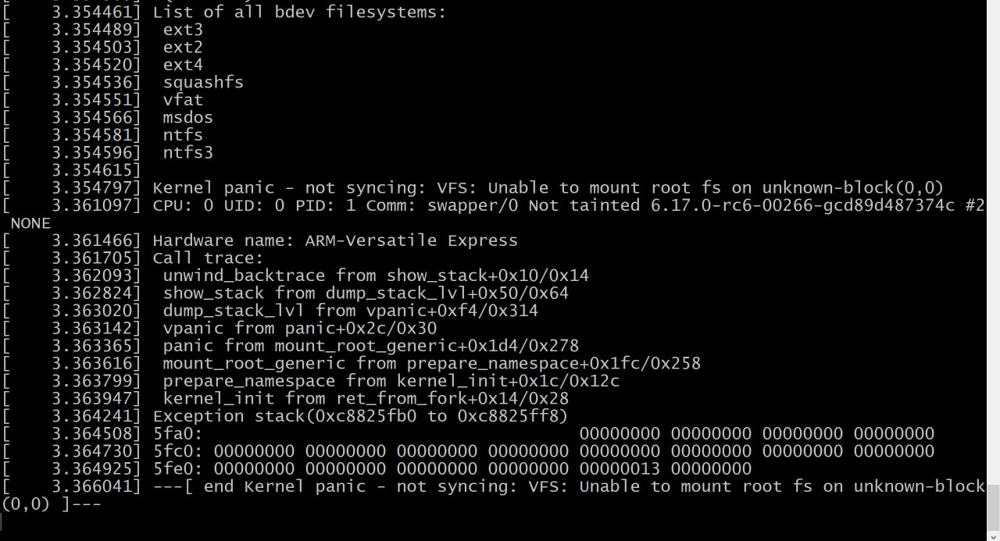 [    3.354461] List of all bdev filesystems:
[    3.354489]  ext3
[    3.354503]  ext2
[    3.354520]  ext4
[    3.354536]  squashfs
[    3.354551]  vfat
[    3.354566]  msdos
[    3.354581]  ntfs
[    3.354596]  ntfs3
[    3.354615]
[    3.354797] Kernel panic - not syncing: VFS: Unable to mount root fs on unknown-block(0,0)
[    3.361097] CPU: 0 UID: 0 PID: 1 Comm: swapper/0 Not tainted 6.17.0-rc6-00266-gcd89d487374c #2
 NONE
[    3.361466] Hardware name: ARM-Versatile Express
[    3.361705] Call trace:
[    3.362093]  unwind_backtrace from show_stack+0x10/0x14
[    3.362824]  show_stack from dump_stack_lvl+0x50/0x64
[    3.363020]  dump_stack_lvl from vpanic+0xf4/0x314
[    3.363142]  vpanic from panic+0x2c/0x30
[    3.363365]  panic from mount_root_generic+0x1d4/0x278
[    3.363616]  mount_root_generic from prepare_namespace+0x1fc/0x258
[    3.363799]  prepare_namespace from kernel_init+0x1c/0x12c
[    3.363947]  kernel_init from ret_from_fork+0x14/0x28
[    3.364241] Exception stack(0xc8825fb0 to 0xc8825ff8)
[    3.364508] 5fa0:                                     00000000 00000000 00000000 00000000
[    3.364730] 5fc0: 00000000 00000000 00000000 00000000 00000000 00000000 00000000 00000000
[    3.364925] 5fe0: 00000000 00000000 00000000 00000000 00000013 00000000
[    3.366041] ---[ end Kernel panic - not syncing: VFS: Unable to mount root fs on unknown-block
(0,0) ]---